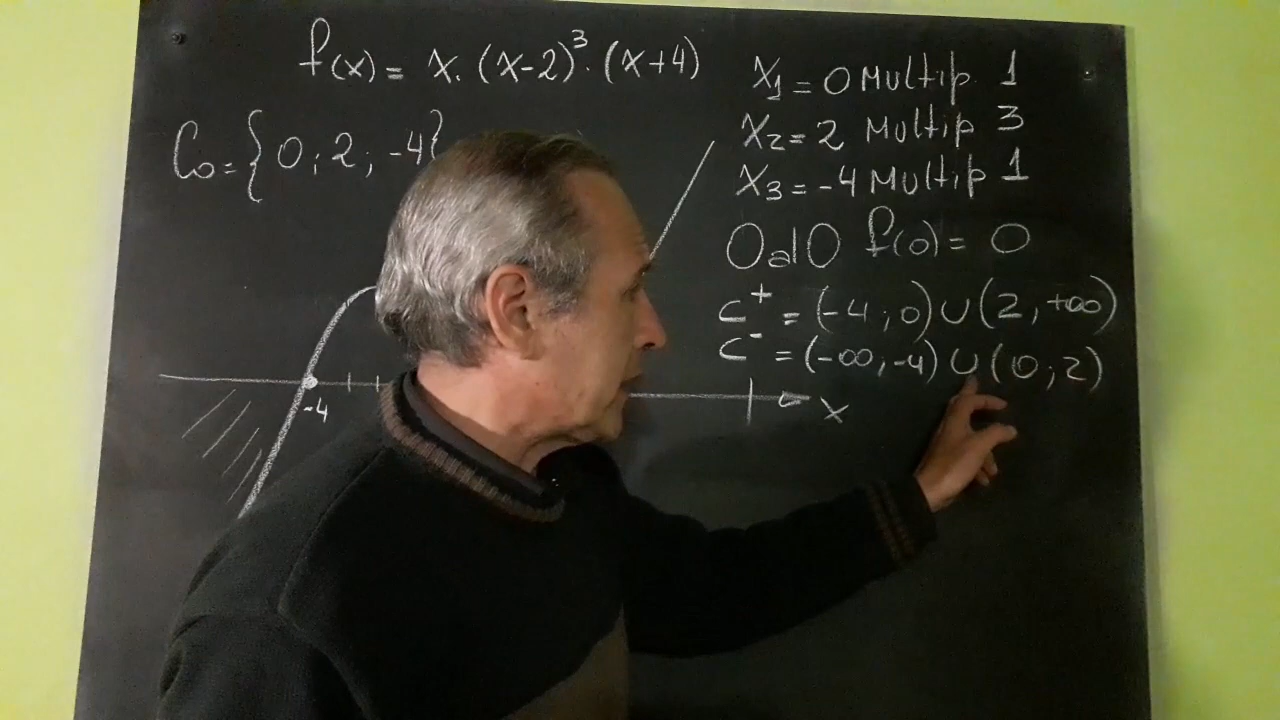 f(x) = x. (x-2)³. (x+4)
C₀ = {0 ; 2 ; -4}
x₁ = 0 Multip. 1
x₂ = 2 Multip 3
x₃ = -4 Multip 1
OalO f(0) = 0
C⁺ = (-4 ; 0) ∪ (2, +∞)
C⁻ = (-∞, -4) ∪ (0 ; 2)
-4
x